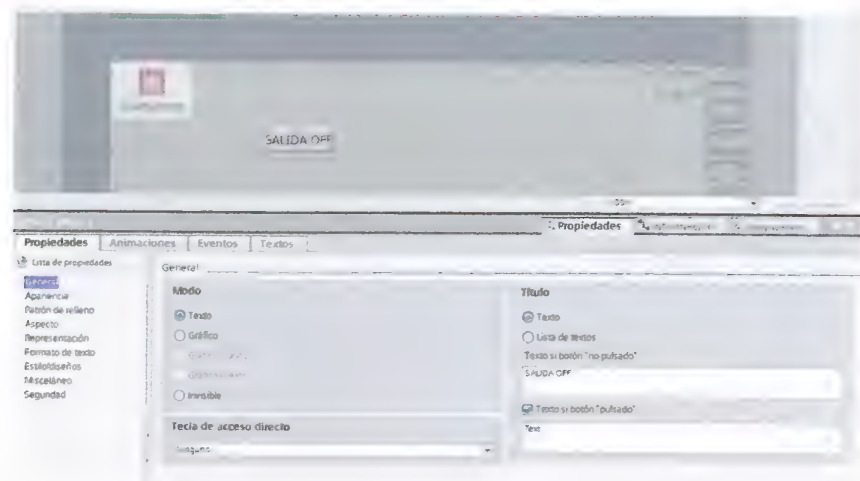 SALIDA OFF
Propiedades
Propiedades
Animaciones
Eventos
Textos
Lista de propiedades
General
Apariencia
Patrón de relleno
Aspecto
Representación
Formato de texto
Estilo/diseños
Misceláneo
Seguridad
General
Modo
Texto
Gráfico
Invisible
Tecla de acceso directo
Ninguno
Título
Texto
Lista de textos
Texto si botón "no pulsado"
SALIDA OFF
Texto si botón "pulsado"
Text